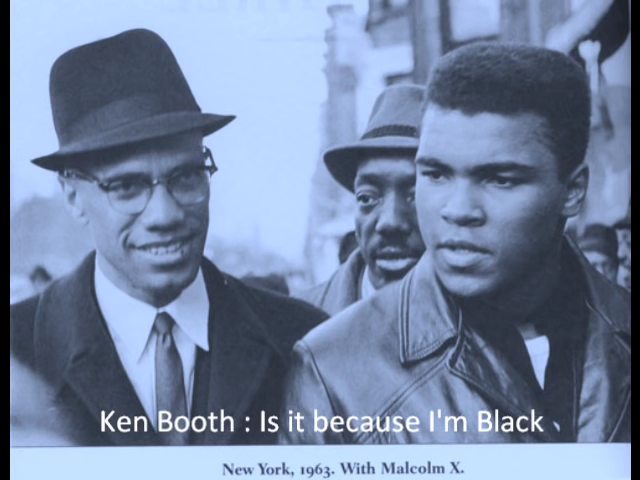 Ken Booth : Is it because I'm Black
New York, 1963. With Malcolm X.